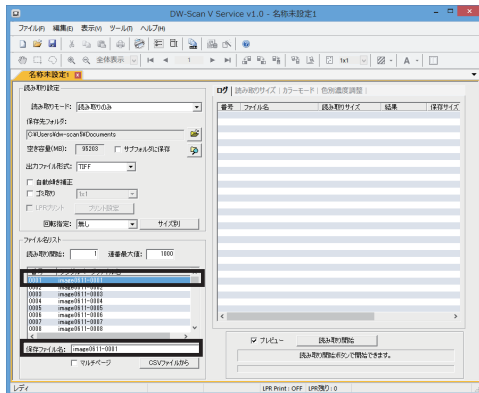 DW-Scan V Service v1.0 - 名称未設定1
ファイル(F) 編集(E) 表示(V) ツール(T) ヘルプ(H)
全体表示 1 1x1 A
名称未設定1
読み取り設定
読み取りモード: 読み取りのみ
保存先フォルダ:
C:¥Users¥dw-scan5¥Documents
空き容量(MB): 95203 サブフォルダに保存
出力ファイル形式: TIFF
自動傾き補正
ゴミ取り 1x1
LPRプリント プリント設定
回転指定: 無し サイズ別
ファイル名リスト
読み取り開始: 1 連番最大値: 1000
0001 image0611-0001
0002 image0611-0002
0003 image0611-0003
0004 image0611-0004
0005 image0611-0005
0006 image0611-0006
0007 image0611-0007
0008 image0611-0008
保存ファイル名: image0611-0001
マルチページ CSVファイルから
ログ 読み取りサイズ カラーモード 色別濃度調整
番号 ファイル名 読み取りサイズ 結果 保存サイズ
プレビュー 読み取り開始
読み取り開始ボタンで開始できます。
レディ LPR Print : OFF LPR残り : 0